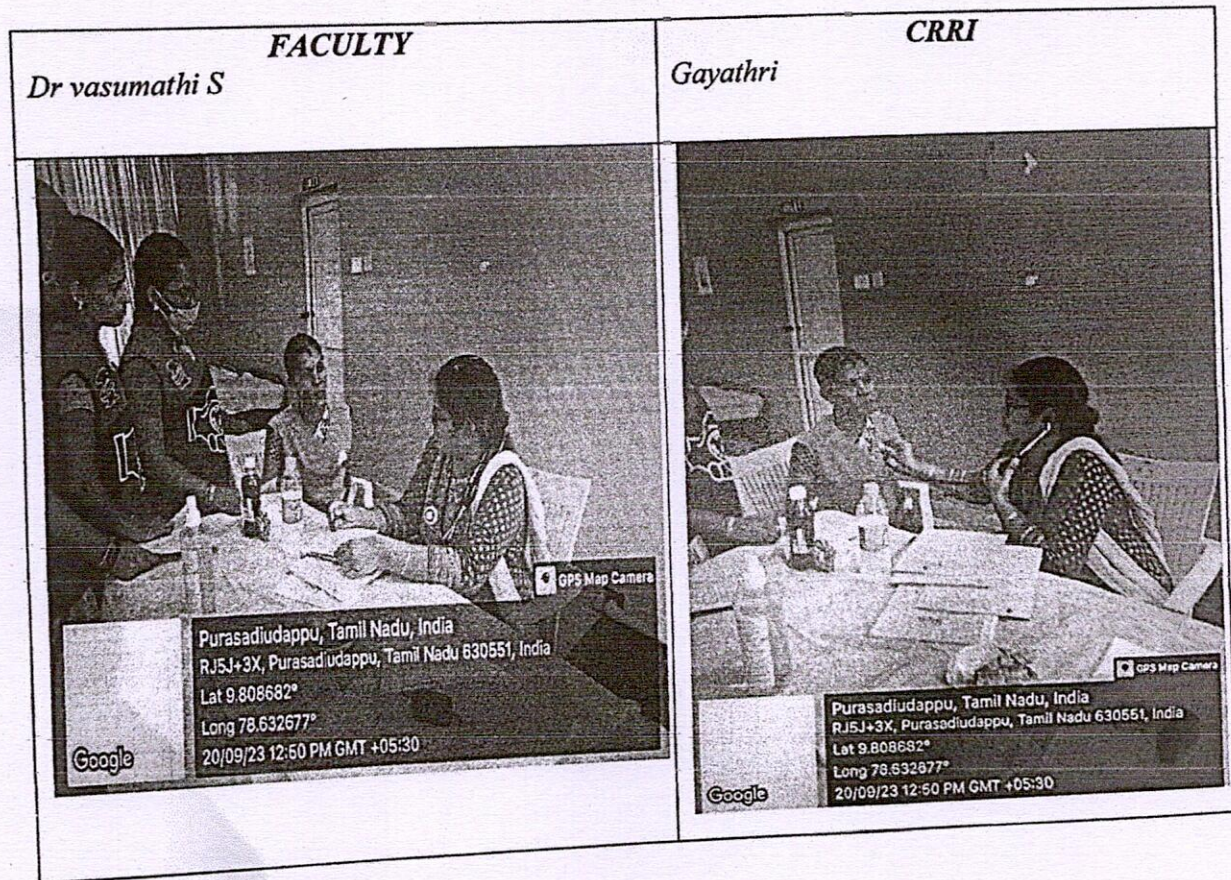 FACULTY
Dr vasumathi S
CRRI
Gayathri
GPS Map Camera
Purasadiudappu, Tamil Nadu, India
RJ5J+3X, Purasadiudappu, Tamil Nadu 630551, India
Lat 9.808682°
Long 78.632677°
20/09/23 12:50 PM GMT +05:30
Google
GPS Map Camera
Purasadiudappu, Tamil Nadu, India
RJ5J+3X, Purasadiudappu, Tamil Nadu 630551, India
Lat 9.808682°
Long 78.632677°
20/09/23 12:50 PM GMT +05:30
Google